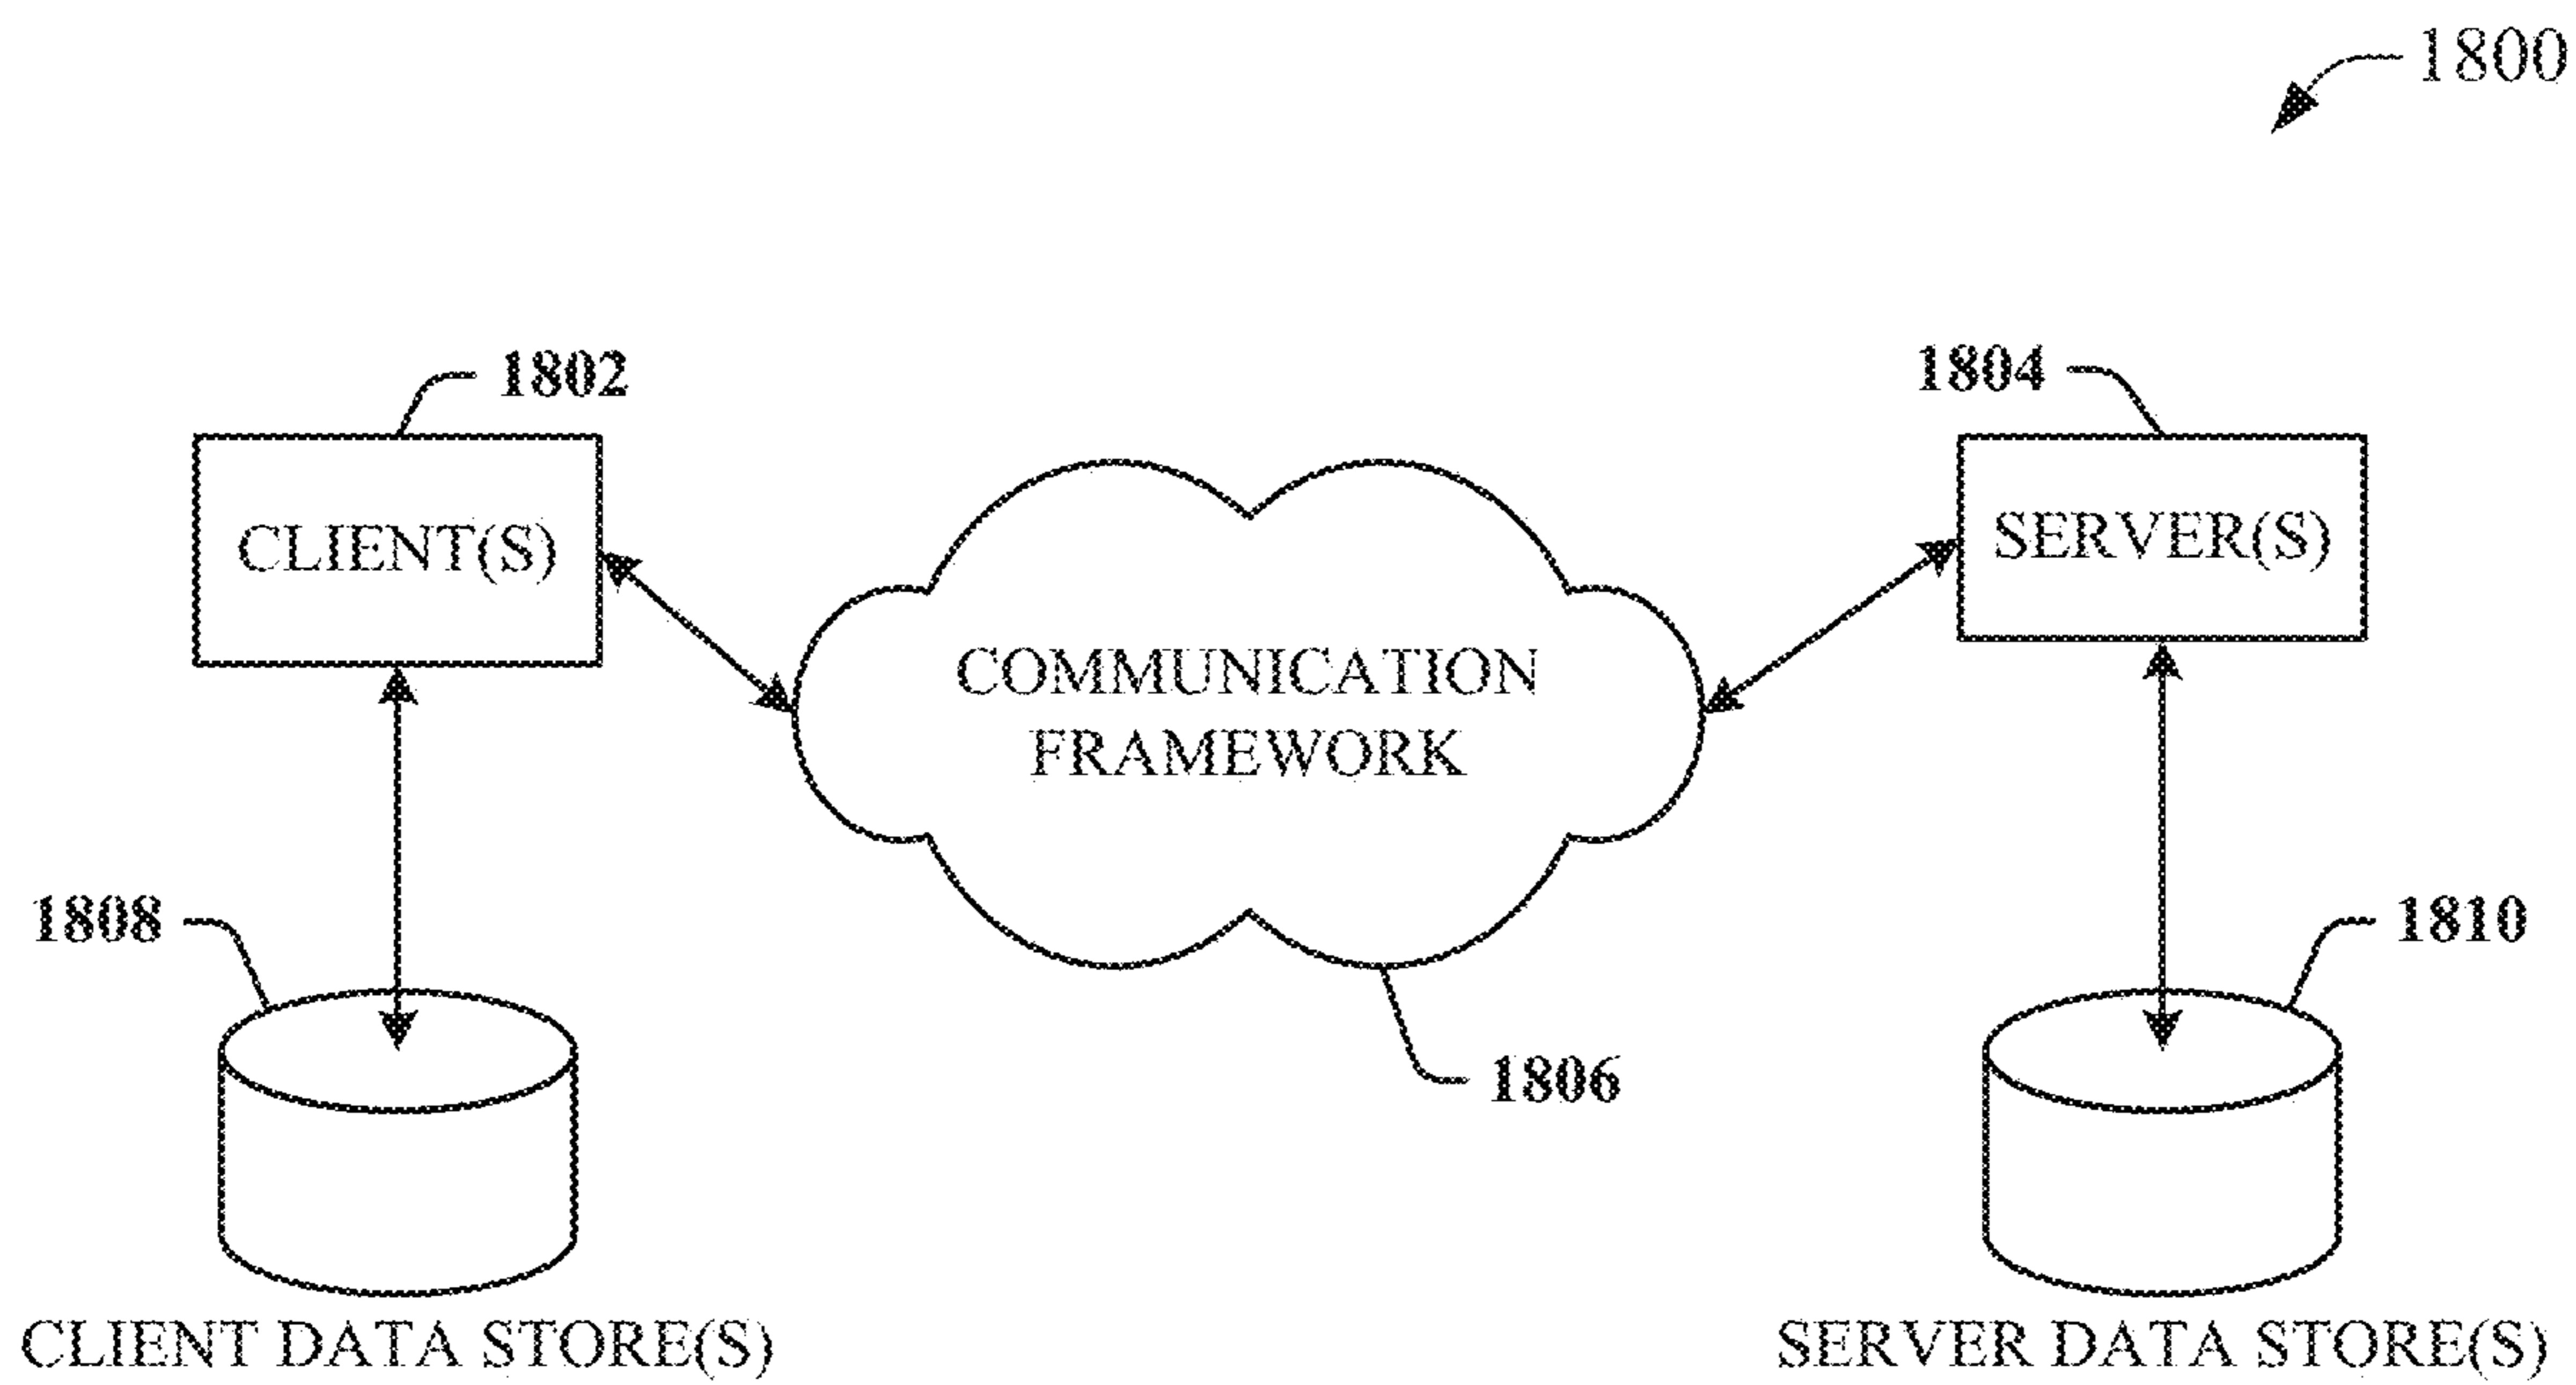 1800
1802
1804
CLIENT(S)
SERVER(S)
COMMUNICATION
FRAMEWORK
1808
1810
1806
CLIENT DATA STORE(S)
SERVER DATA STORE(S)